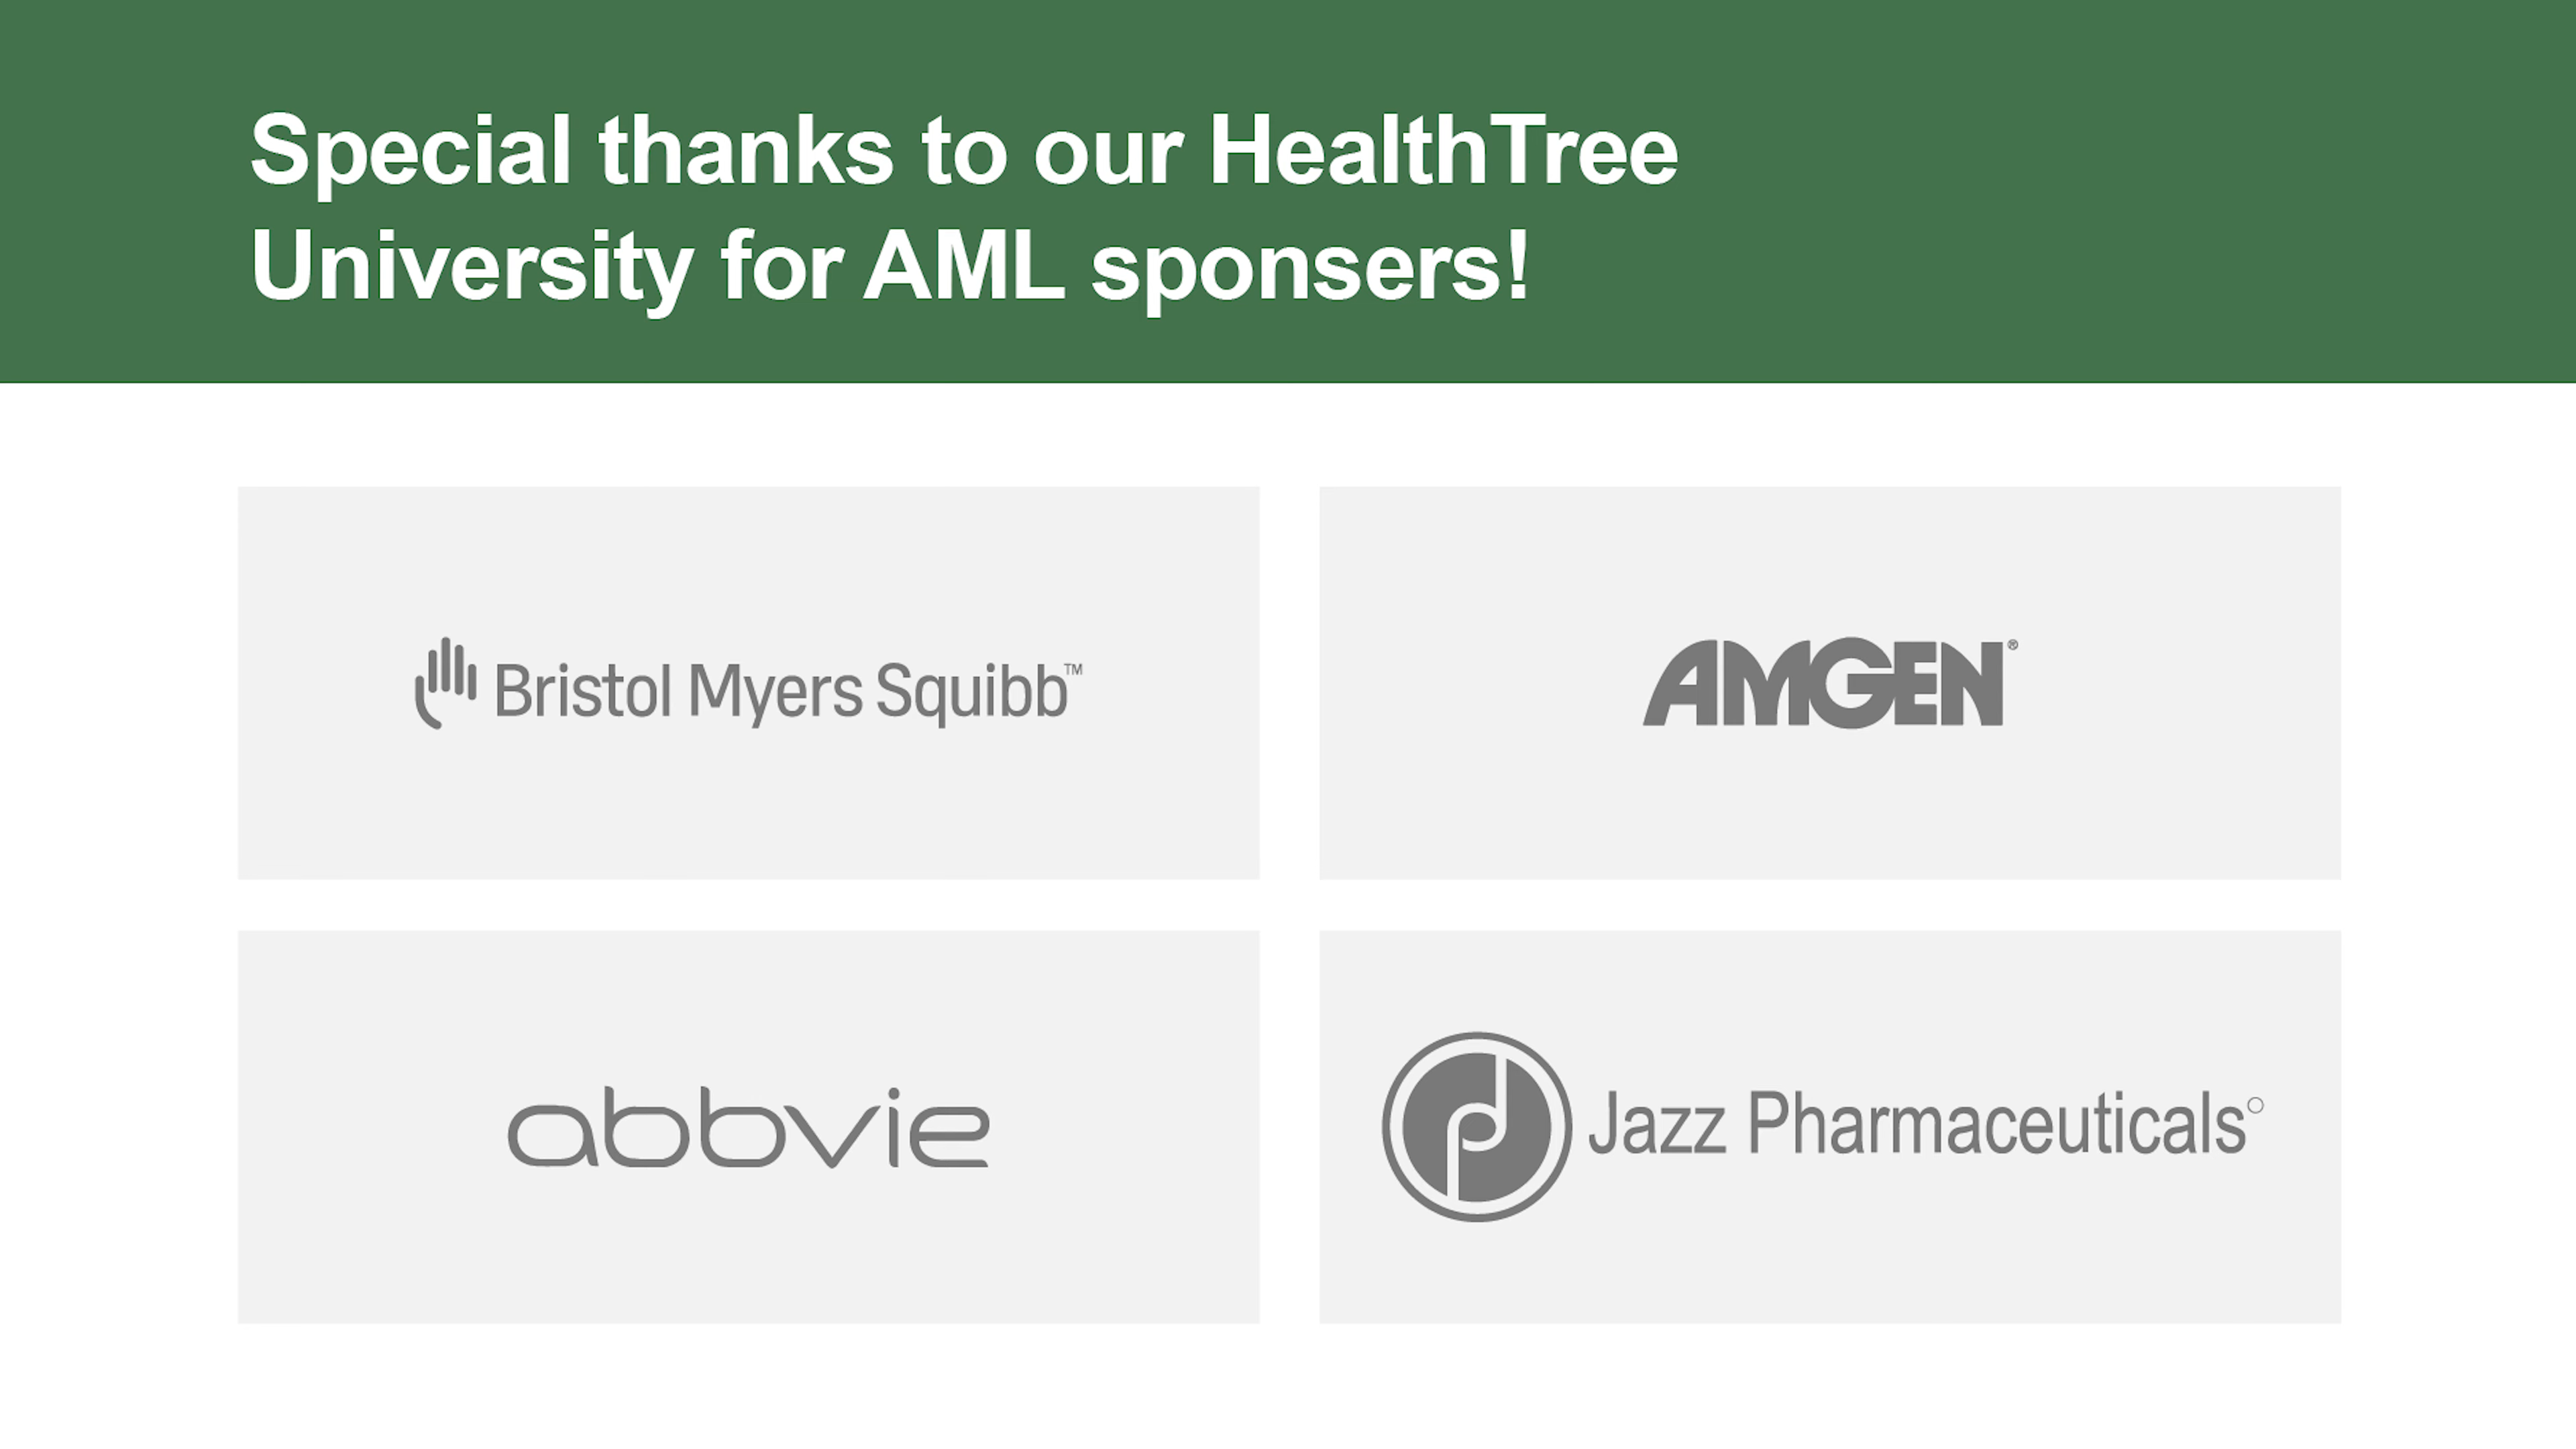 Special thanks to our HealthTree
University for AML sponsers!
Bristol Myers Squibb™
AMGEN®
abbvie
Jazz Pharmaceuticals